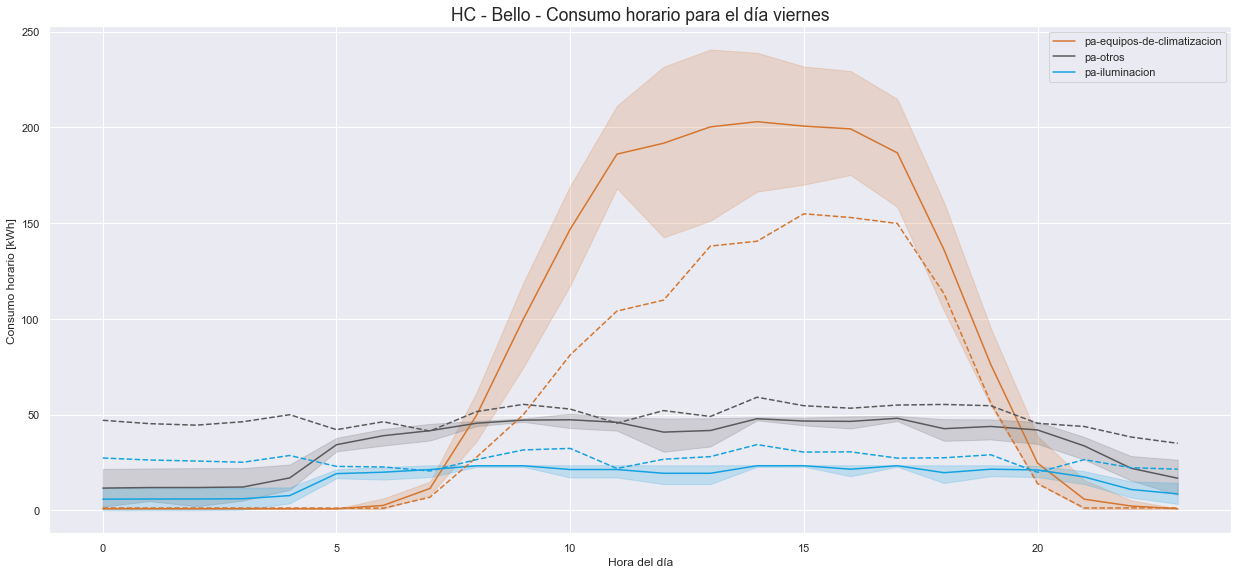 HC - Bello - Consumo horario para el día viernes
250
200
150
100
50
0
Consumo horario [kWh]
pa-equipos-de-climatizacion
pa-otros
pa-iluminacion
0 5 10 15 20
Hora del día